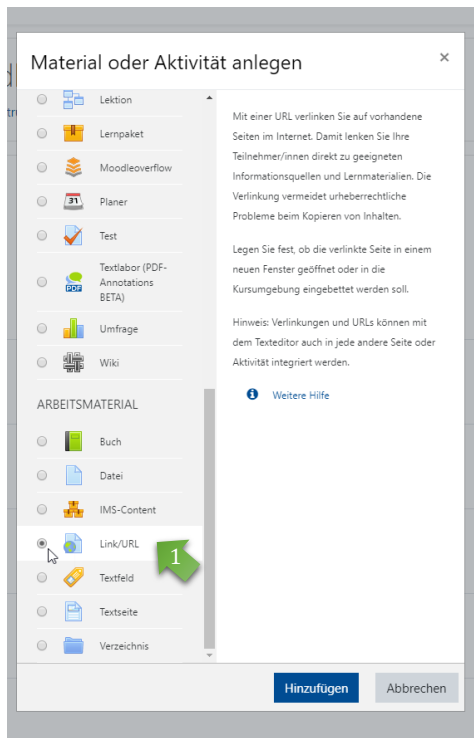 Material oder Aktivität anlegen
×
Lektion
Lernpaket
Moodleoverflow
31
Planer
Test
Textlabor (PDF-
Annotations
BETA)
PDF
Umfrage
Wiki
ARBEITSMATERIAL
Buch
Datei
IMS-Content
Link/URL
1
Textfeld
Textseite
Verzeichnis
Mit einer URL verlinken Sie auf vorhandene
Seiten im Internet. Damit lenken Sie Ihre
Teilnehmer/innen direkt zu geeigneten
Informationsquellen und Lernmaterialien. Die
Verlinkung vermeidet urheberrechtliche
Probleme beim Kopieren von Inhalten.
Legen Sie fest, ob die verlinkte Seite in einem
neuen Fenster geöffnet oder in die
Kursumgebung eingebettet werden soll.
Hinweis: Verlinkungen und URLs können mit
dem Texteditor auch in jede andere Seite oder
Aktivität integriert werden.
Weitere Hilfe
Hinzufügen
Abbrechen